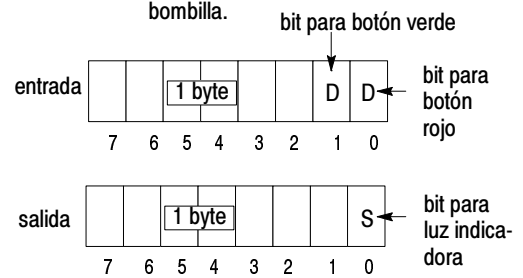 bombilla.
bit para botón verde
entrada
1 byte
D D
bit para
botón
rojo
7 6 5 4 3 2 1 0
salida
1 byte
S
bit para
luz indica-
dora
7 6 5 4 3 2 1 0